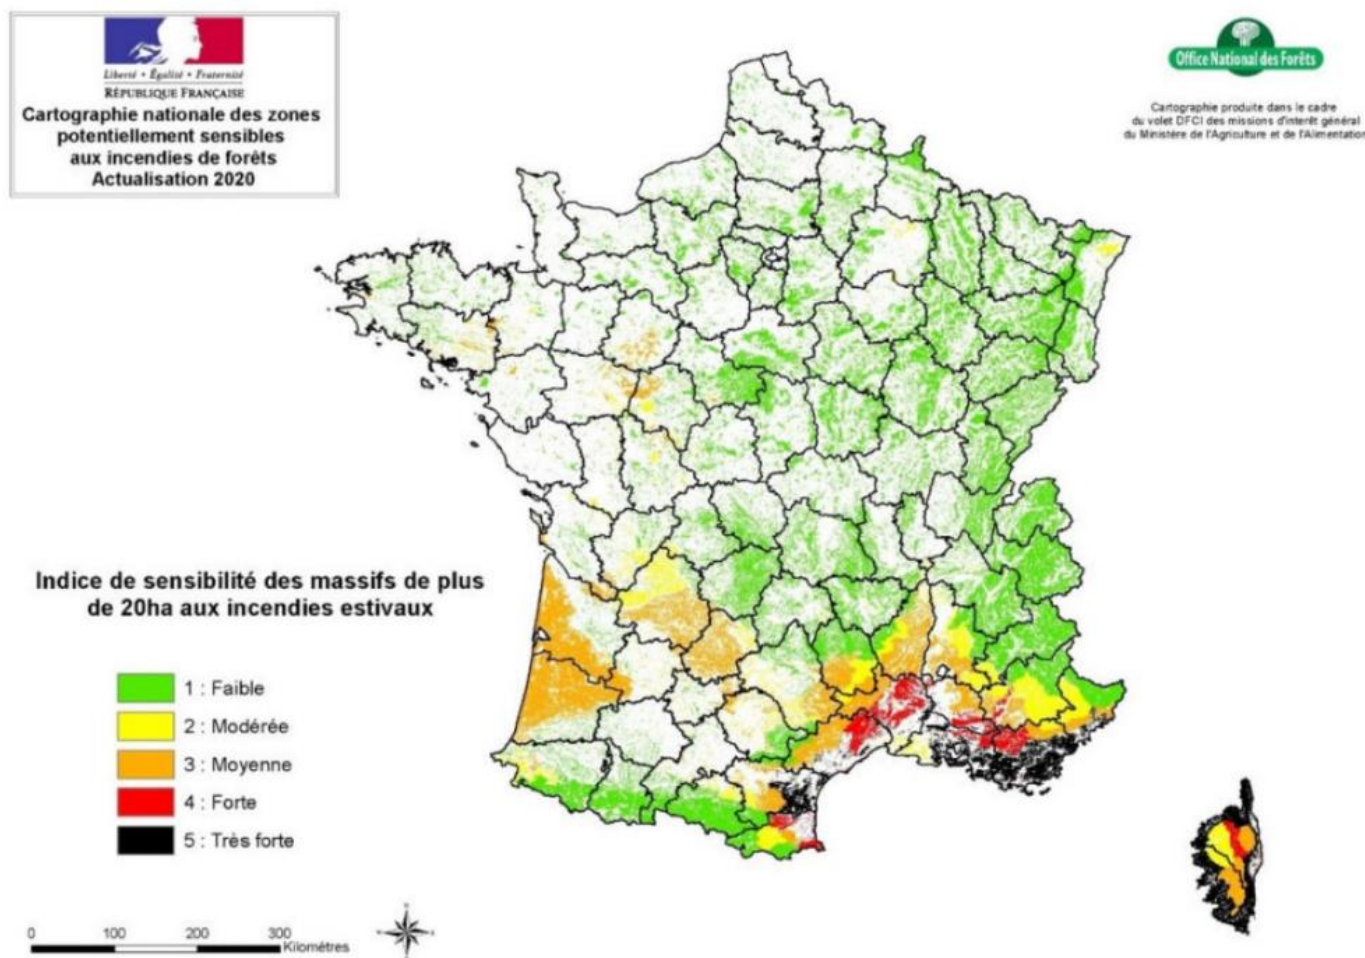 Liberté • Égalité • Fraternité
RÉPUBLIQUE FRANÇAISE
Cartographie nationale des zones
potentiellement sensibles
aux incendies de forêts
Actualisation 2020
Office National des Forêts
Cartographie produite dans le cadre
du volet DFCI des missions d'interêt général
du Ministère de l'Agriculture et de l'Alimentation
Indice de sensibilité des massifs de plus
de 20ha aux incendies estivaux
1 : Faible
2 : Modérée
3 : Moyenne
4 : Forte
5 : Très forte
0 100 200 300
Kilomètres